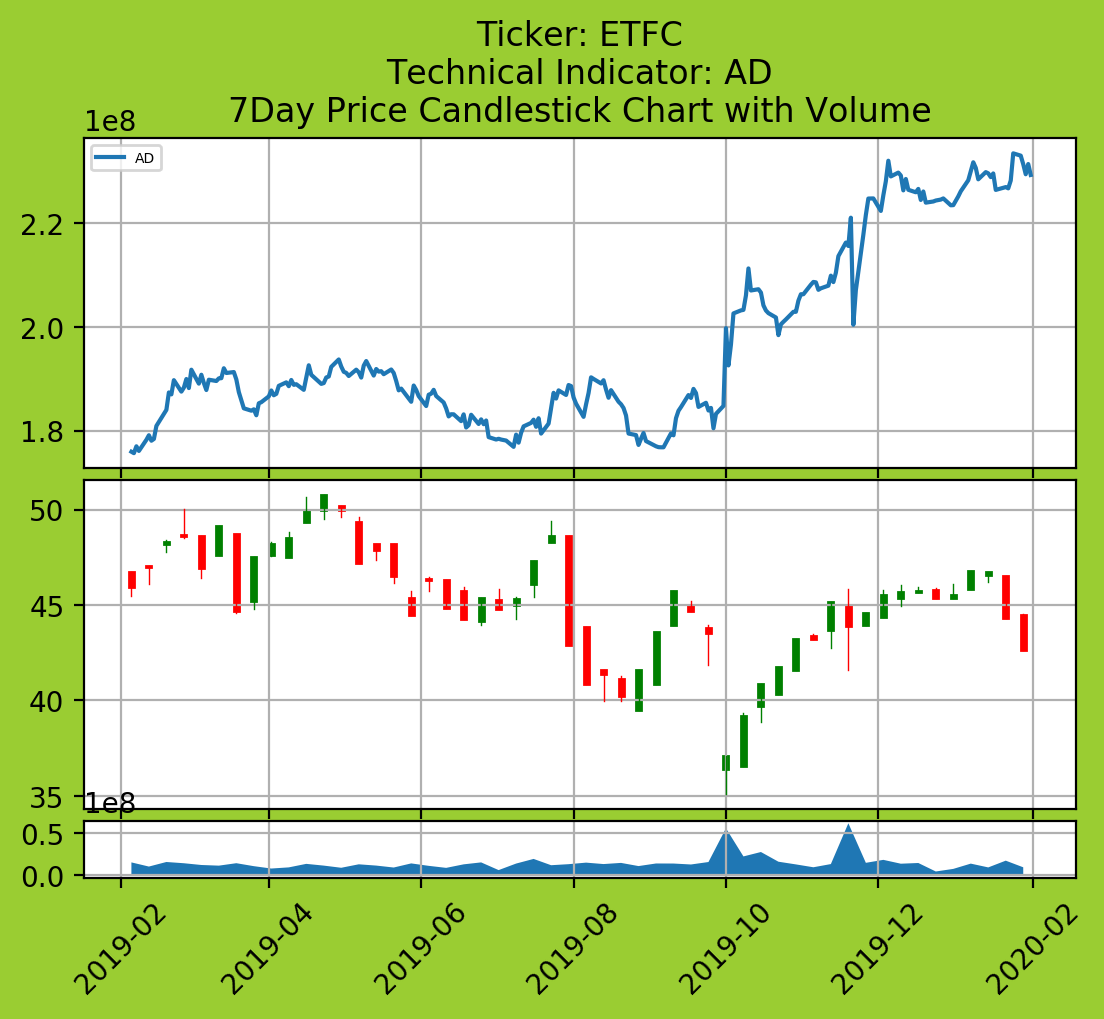 Ticker: ETFC
Technical Indicator: AD
7Day Price Candlestick Chart with Volume
1e8
AD
2.2
2.0
1.8
50
45
40
35
1e8
0.5
0.0
2019-02
2019-04
2019-06
2019-08
2019-10
2019-12
2020-02